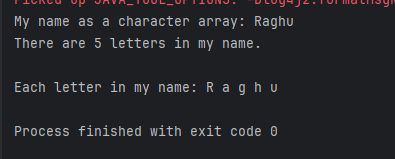 Picked up JAVA_TOOL_OPTIONS: -Dlog4j2.formatMsgN
My name as a character array: Raghu
There are 5 letters in my name.
Each letter in my name: R a g h u
Process finished with exit code 0